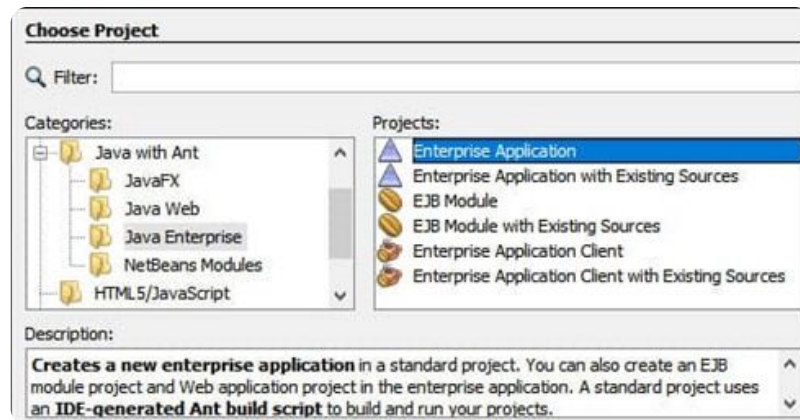 Choose Project
Filter:
Categories:
Java with Ant
JavaFX
Java Web
Java Enterprise
NetBeans Modules
HTML5/JavaScript
Projects:
Enterprise Application
Enterprise Application with Existing Sources
EJB Module
EJB Module with Existing Sources
Enterprise Application Client
Enterprise Application Client with Existing Sources
Description:
Creates a new enterprise application in a standard project. You can also create an EJB
module project and Web application project in the enterprise application. A standard project uses
an IDE-generated Ant build script to build and run your projects.